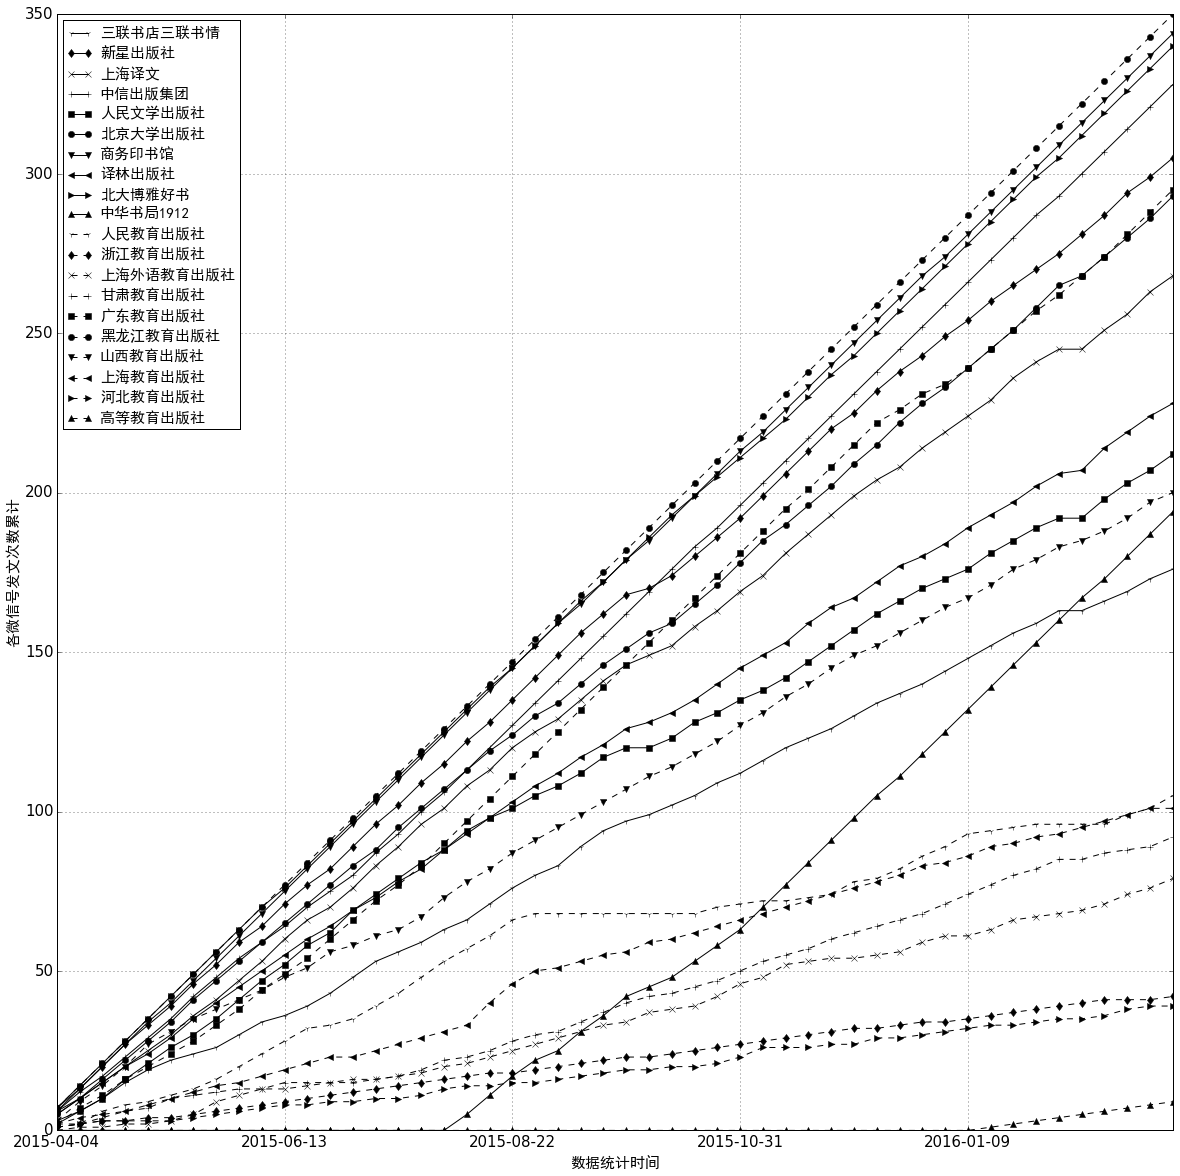 350
300
250
200
150
100
50
0
各微信号发文次数累计
三联书店三联书情
新星出版社
上海译文
中信出版集团
人民文学出版社
北京大学出版社
商务印书馆
译林出版社
北大博雅好书
中华书局1912
人民教育出版社
浙江教育出版社
上海外语教育出版社
甘肃教育出版社
广东教育出版社
黑龙江教育出版社
山西教育出版社
上海教育出版社
河北教育出版社
高等教育出版社
2015-04-04 2015-06-13 2015-08-22 2015-10-31 2016-01-09
数据统计时间